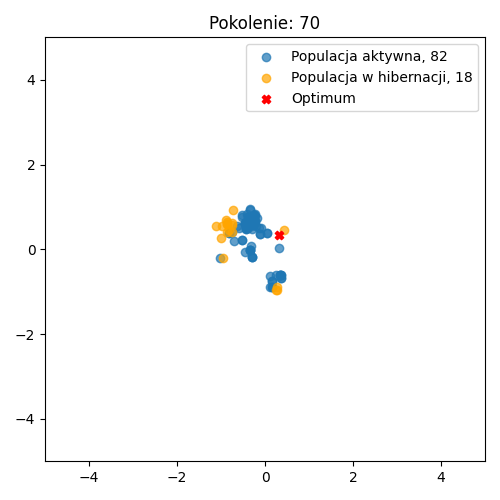 Pokolenie: 70
Populacja aktywna, 82
Populacja w hibernacji, 18
Optimum
4
2
0
−2
−4
−4
−2
0
2
4